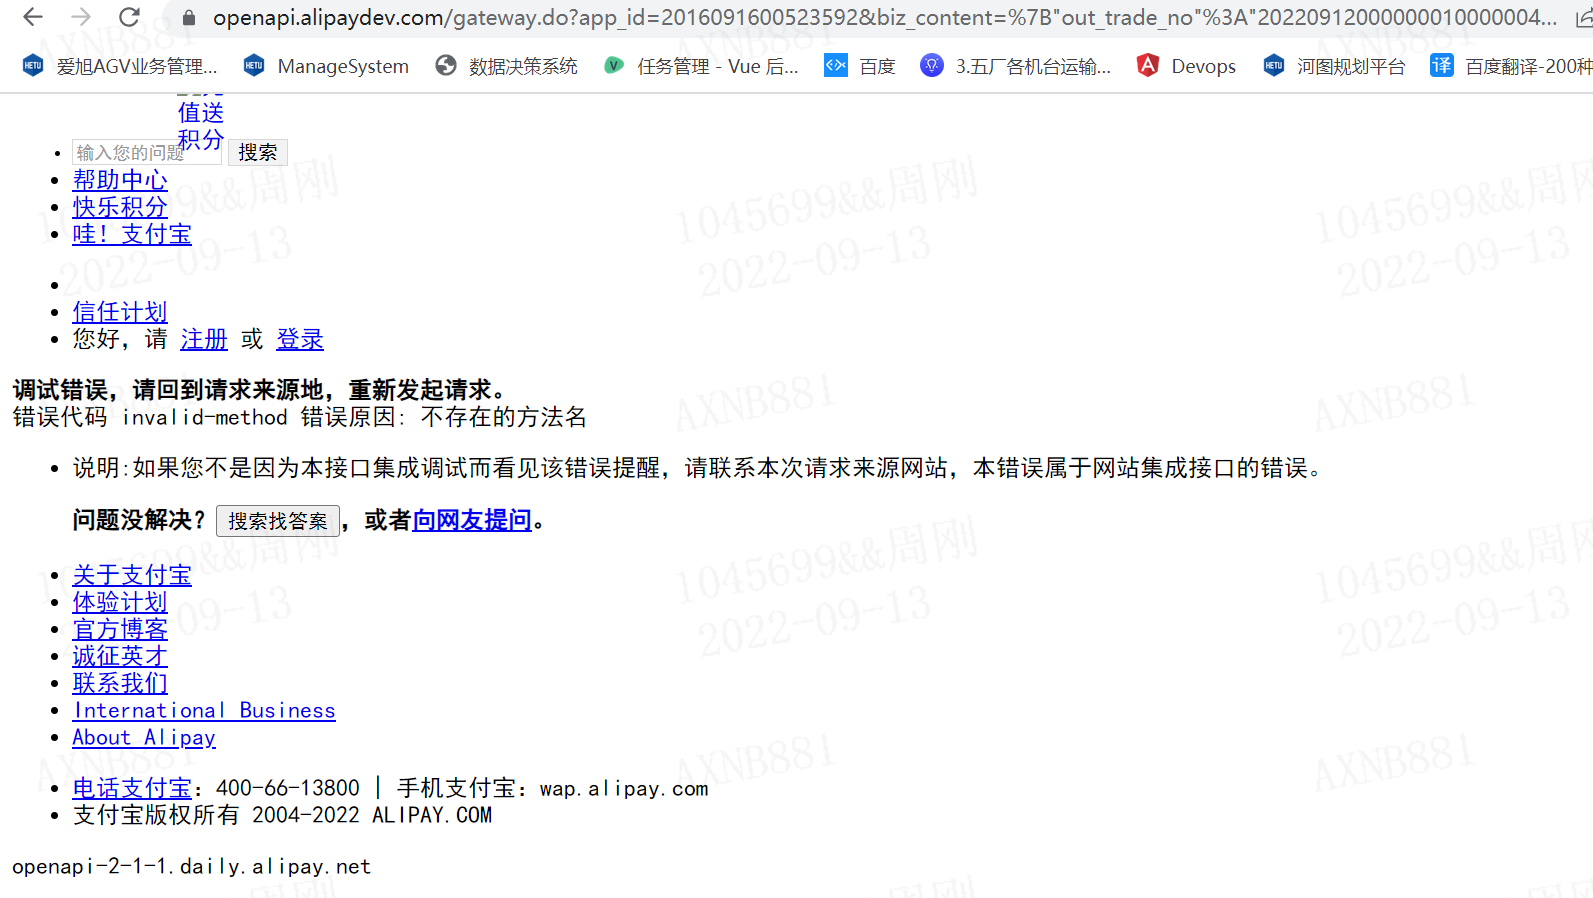 openapi.alipaydev.com/gateway.do?app_id=2016091600523592&biz_content=%7B"out_trade_no"%3A"20220912000000010000004...
爱旭AGV业务管理... ManageSystem 数据决策系统 任务管理 - Vue 后... 百度 3.五厂各机台运输... Devops 河图规划平台 百度翻译-200种
值送
积分
输入您的问题 搜索
帮助中心
快乐积分
哇！支付宝
信任计划
您好，请 注册 或 登录
调试错误，请回到请求来源地，重新发起请求。
错误代码 invalid-method 错误原因: 不存在的方法名
说明:如果您不是因为本接口集成调试而看见该错误提醒，请联系本次请求来源网站，本错误属于网站集成接口的错误。
问题没解决？ 搜索找答案 ，或者向网友提问。
关于支付宝
体验计划
官方博客
诚征英才
联系我们
International Business
About Alipay
电话支付宝：400-66-13800 | 手机支付宝：wap.alipay.com
支付宝版权所有 2004-2022 ALIPAY.COM
openapi-2-1-1.daily.alipay.net
AXNB881
1045699&&周刚
2022-09-13